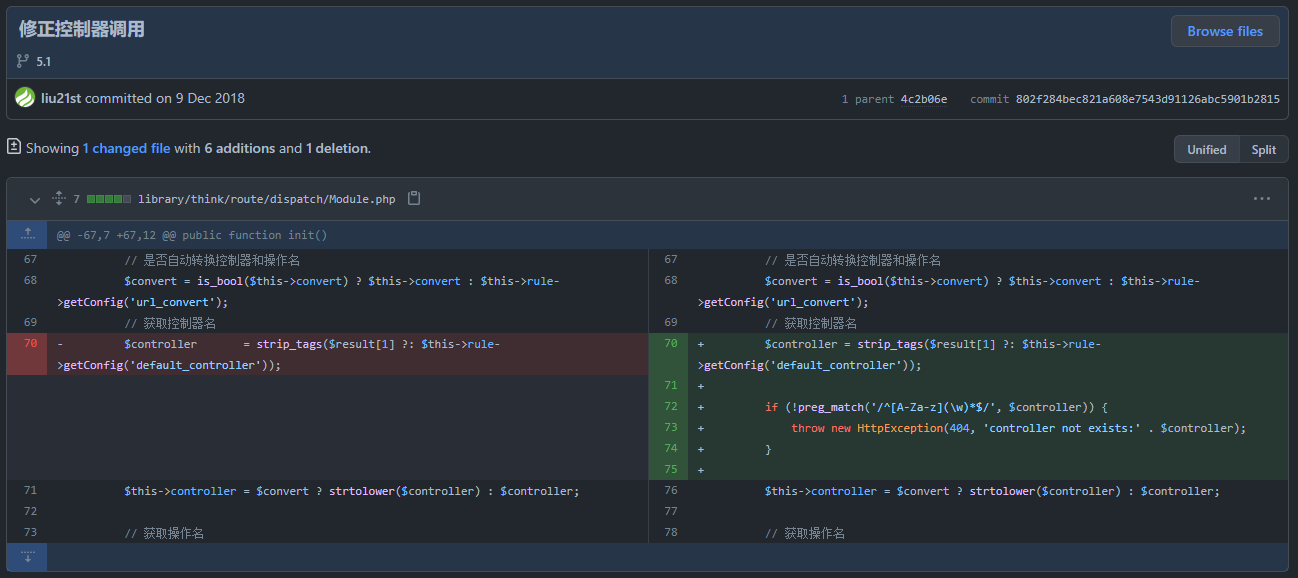 修正控制器调用
Browse files
5.1
liu21st committed on 9 Dec 2018
1 parent 4c2b06e commit 802f284bec821a608e7543d91126abc5901b2815
Showing 1 changed file with 6 additions and 1 deletion.
Unified Split
7 library/think/route/dispatch/Module.php
@@ -67,7 +67,12 @@ public function init()
67 // 是否自动转换控制器和操作名
68 $convert = is_bool($this->convert) ? $this->convert : $this->rule-
>getConfig('url_convert');
69 // 获取控制器名
70 - $controller = strip_tags($result[1] ?: $this->rule-
>getConfig('default_controller'));
71 $this->controller = $convert ? strtolower($controller) : $controller;
72
73 // 获取操作名
67 // 是否自动转换控制器和操作名
68 $convert = is_bool($this->convert) ? $this->convert : $this->rule-
>getConfig('url_convert');
69 // 获取控制器名
70 + $controller = strip_tags($result[1] ?: $this->rule-
>getConfig('default_controller'));
71 +
72 + if (!preg_match('/^[A-Za-z](\w)*$/', $controller)) {
73 + throw new HttpException(404, 'controller not exists:' . $controller);
74 + }
75 +
76 $this->controller = $convert ? strtolower($controller) : $controller;
77
78 // 获取操作名